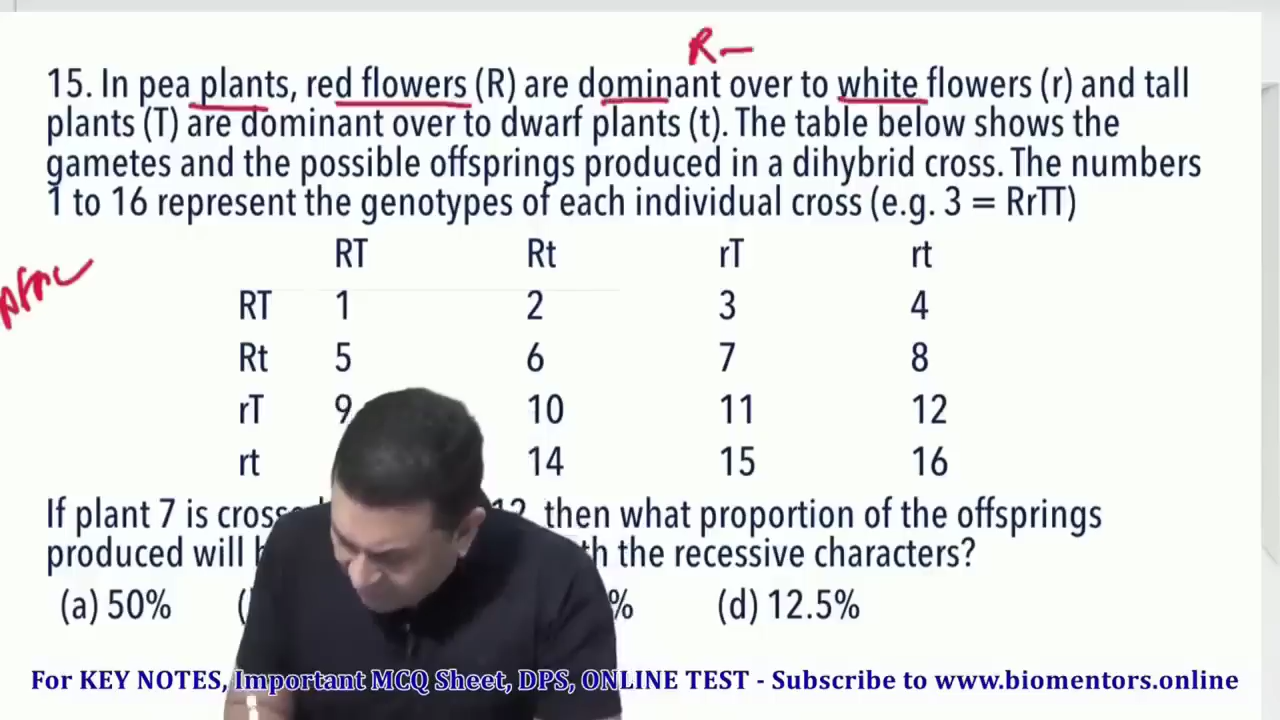 R–
15. In pea plants, red flowers (R) are dominant over to white flowers (r) and tall
plants (T) are dominant over to dwarf plants (t). The table below shows the
gametes and the possible offsprings produced in a dihybrid cross. The numbers
1 to 16 represent the genotypes of each individual cross (e.g. 3 = RrTT)
RT Rt rT rt
RT 1 2 3 4
Rt 5 6 7 8
rT 9 10 11 12
rt 14 15 16
If plant 7 is 12, then what proportion of the offsprings
produced will the recessive characters?
(a) 50% ( % (d) 12.5%
For KEY NOTES, Important MCQ Sheet, DPS, ONLINE TEST - Subscribe to www.biomentors.online